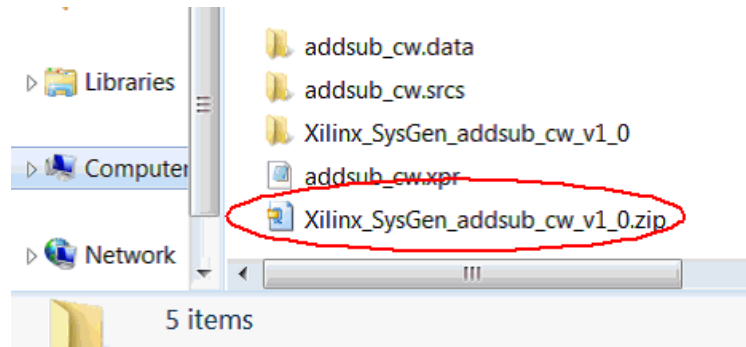 addsub_cw.data
Libraries
addsub_cw.srcs
Xilinx_SysGen_addsub_cw_v1_0
Computer
addsub_cw.xpr
Xilinx_SysGen_addsub_cw_v1_0.zip
Network
5 items